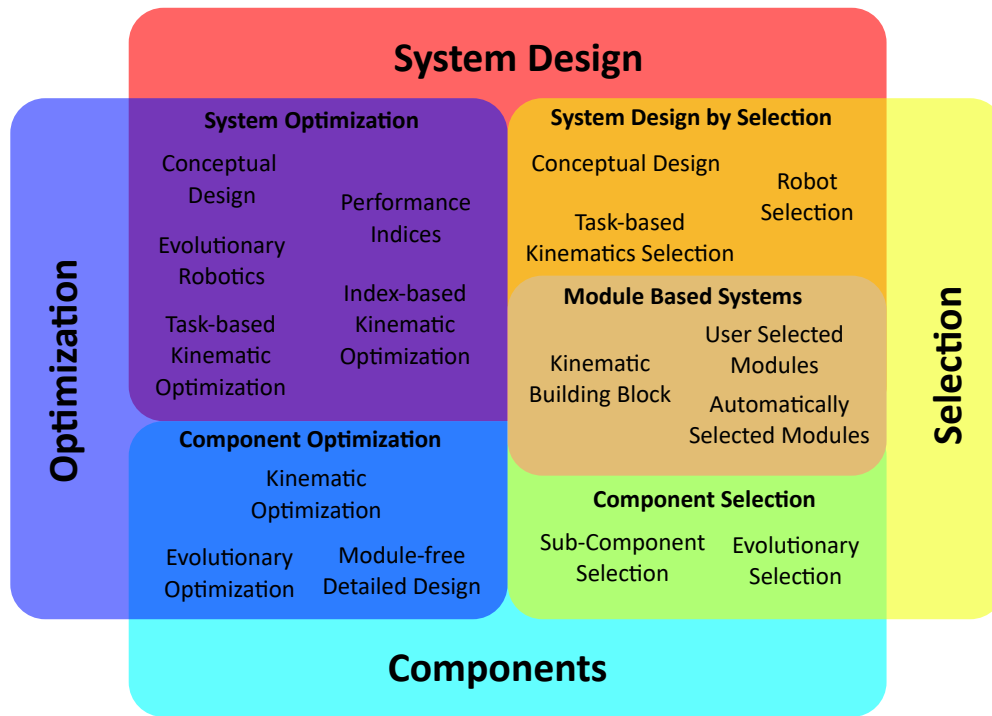 System Design
Optimization
System Optimization
Conceptual
Design
Performance
Indices
Evolutionary
Robotics
Index-based
Kinematic
Optimization
Task-based
Kinematic
Optimization
System Design by Selection
Conceptual Design
Robot
Selection
Task-based
Kinematics Selection
Module Based Systems
User Selected
Modules
Kinematic
Building Block
Automatically
Selected Modules
Selection
Component Optimization
Kinematic
Optimization
Evolutionary
Optimization
Module-free
Detailed Design
Component Selection
Sub-Component
Selection
Evolutionary
Selection
Components